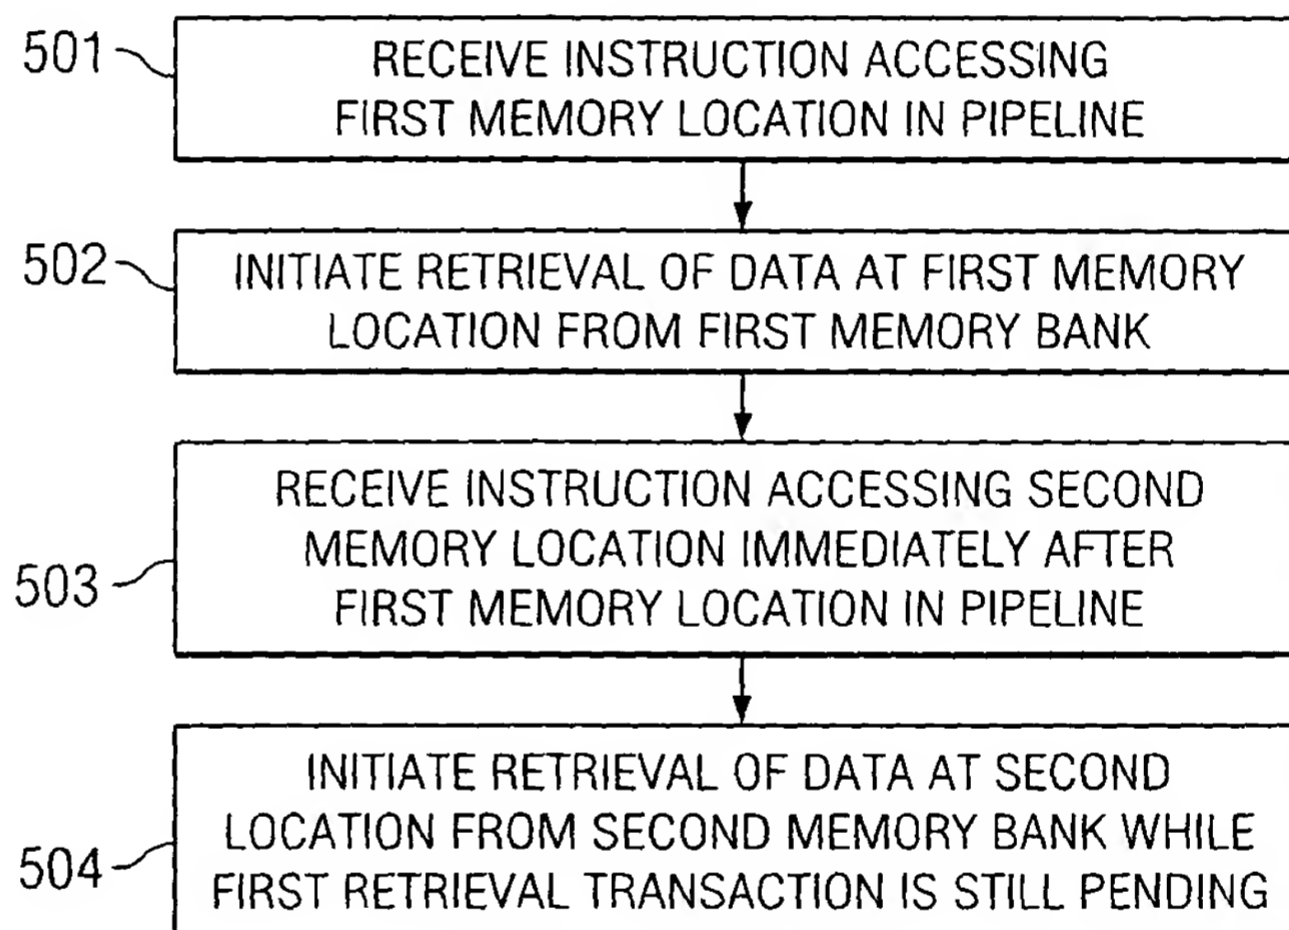 501
RECEIVE INSTRUCTION ACCESSING
FIRST MEMORY LOCATION IN PIPELINE
502
INITIATE RETRIEVAL OF DATA AT FIRST MEMORY
LOCATION FROM FIRST MEMORY BANK
503
RECEIVE INSTRUCTION ACCESSING SECOND
MEMORY LOCATION IMMEDIATELY AFTER
FIRST MEMORY LOCATION IN PIPELINE
504
INITIATE RETRIEVAL OF DATA AT SECOND
LOCATION FROM SECOND MEMORY BANK WHILE
FIRST RETRIEVAL TRANSACTION IS STILL PENDING